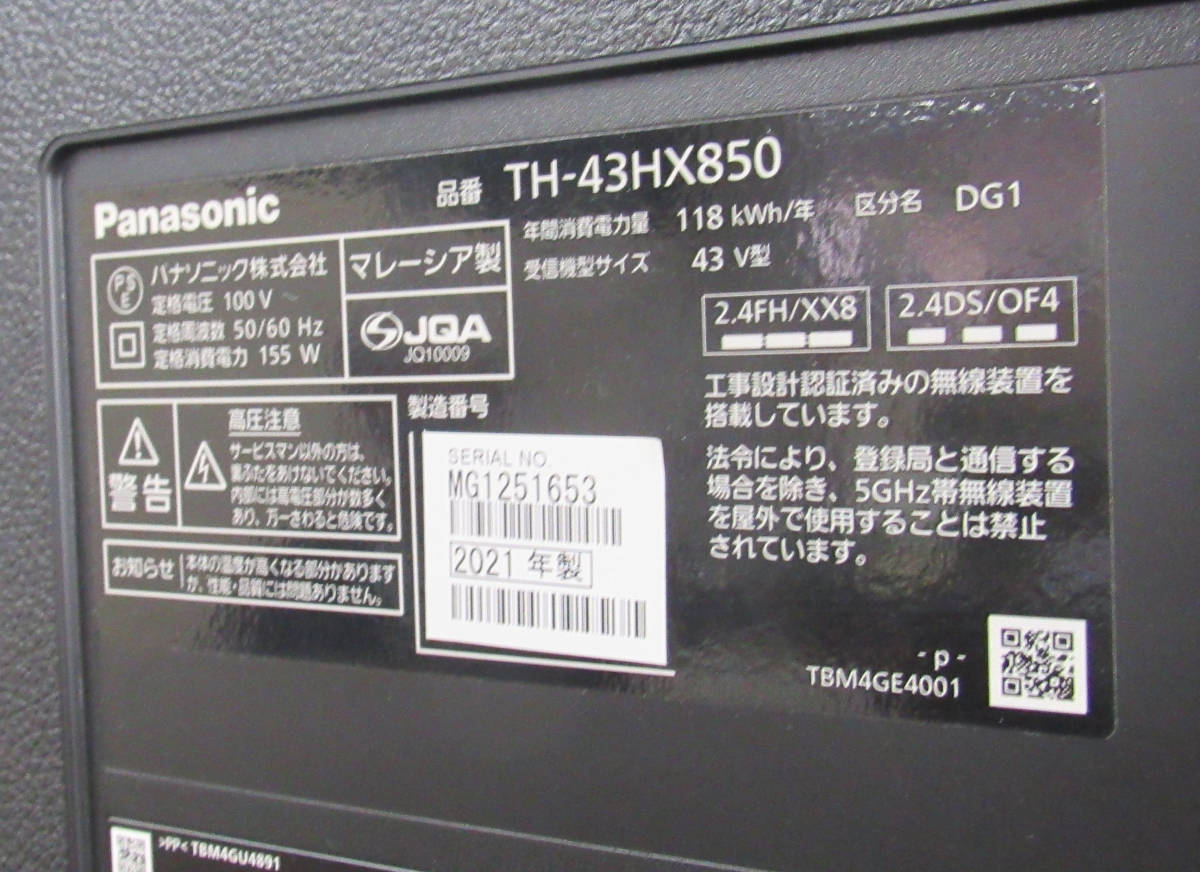 Panasonic
品番 TH-43HX850
年間消費電力量 118 kWh/年 区分名 DG1
受信機型サイズ 43 V型
PS
E
パナソニック株式会社
定格電圧 100 V ~
定格周波数 50/60 Hz
定格消費電力 155 W
マレーシア製
JQA
JQ10009
2.4FH/XX8
2.4DS/OF4
工事設計認証済みの無線装置を
搭載しています。
法令により、登録局と通信する
場合を除き、5GHz帯無線装置
を屋外で使用することは禁止
されています。
警告
高圧注意
サービスマン以外の方は、
裏ぶたをあけないでください。
内部には高電圧部分が数多く
あり、万一さわると危険です。
お知らせ
本体の温度が高くなる部分があります
が、性能・品質には問題ありません。
製造番号
SERIAL NO.
MG1251653
2021 年製
- p -
TBM4GE4001
>PP< TBM4GU4891